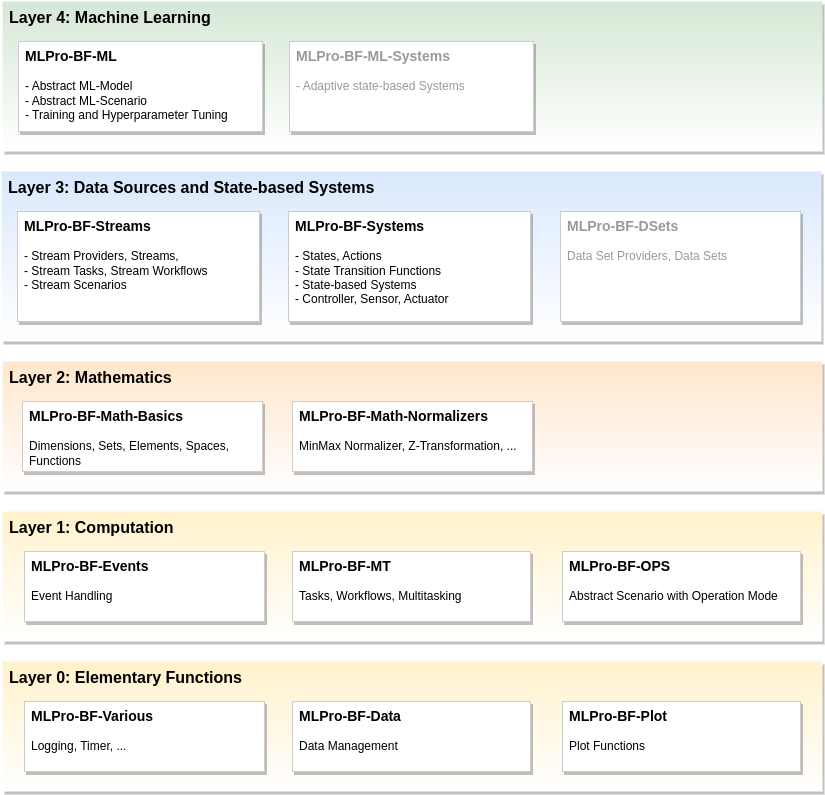 Layer 4: Machine Learning
MLPro-BF-ML
- Abstract ML-Model
- Abstract ML-Scenario
- Training and Hyperparameter Tuning
MLPro-BF-ML-Systems
- Adaptive state-based Systems
Layer 3: Data Sources and State-based Systems
MLPro-BF-Streams
- Stream Providers, Streams,
- Stream Tasks, Stream Workflows
- Stream Scenarios
MLPro-BF-Systems
- States, Actions
- State Transition Functions
- State-based Systems
- Controller, Sensor, Actuator
MLPro-BF-DSets
Data Set Providers, Data Sets
Layer 2: Mathematics
MLPro-BF-Math-Basics
Dimensions, Sets, Elements, Spaces,
Functions
MLPro-BF-Math-Normalizers
MinMax Normalizer, Z-Transformation, ...
Layer 1: Computation
MLPro-BF-Events
Event Handling
MLPro-BF-MT
Tasks, Workflows, Multitasking
MLPro-BF-OPS
Abstract Scenario with Operation Mode
Layer 0: Elementary Functions
MLPro-BF-Various
Logging, Timer, ...
MLPro-BF-Data
Data Management
MLPro-BF-Plot
Plot Functions